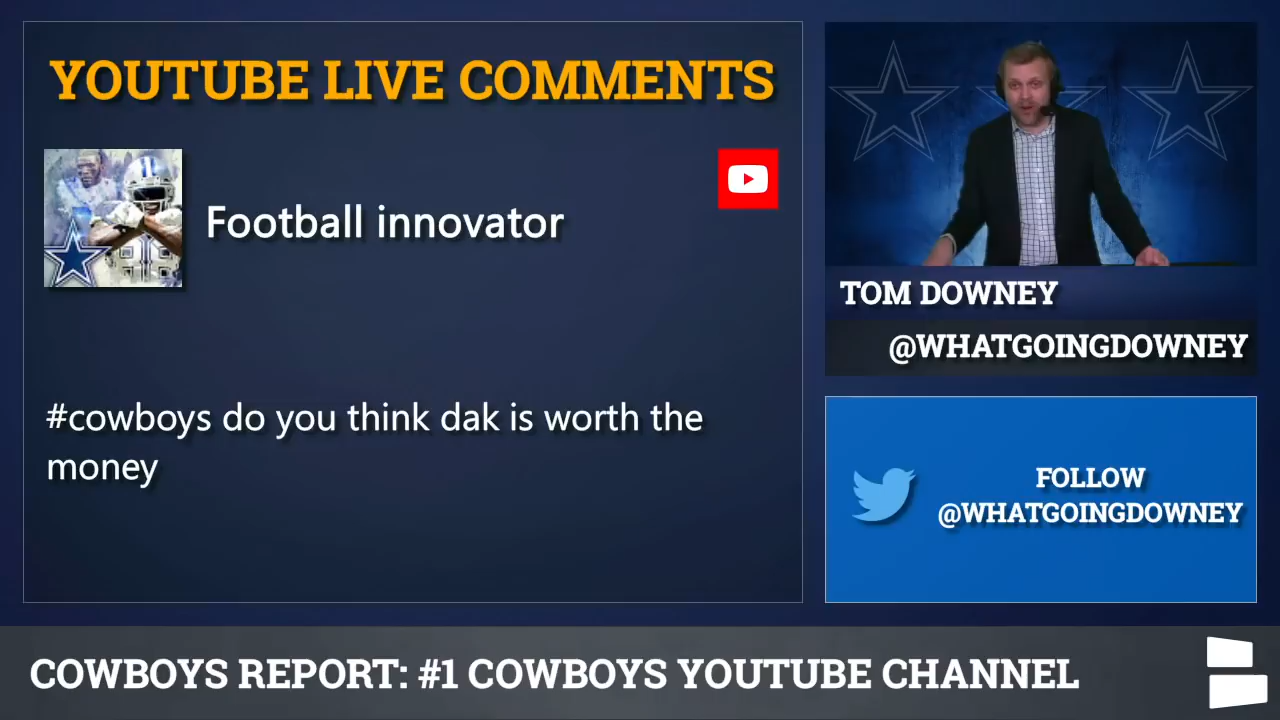 YOUTUBE LIVE COMMENTS
Football innovator
#cowboys do you think dak is worth the
money
TOM DOWNEY
@WHATGOINGDOWNEY
FOLLOW
@WHATGOINGDOWNEY
COWBOYS REPORT: #1 COWBOYS YOUTUBE CHANNEL